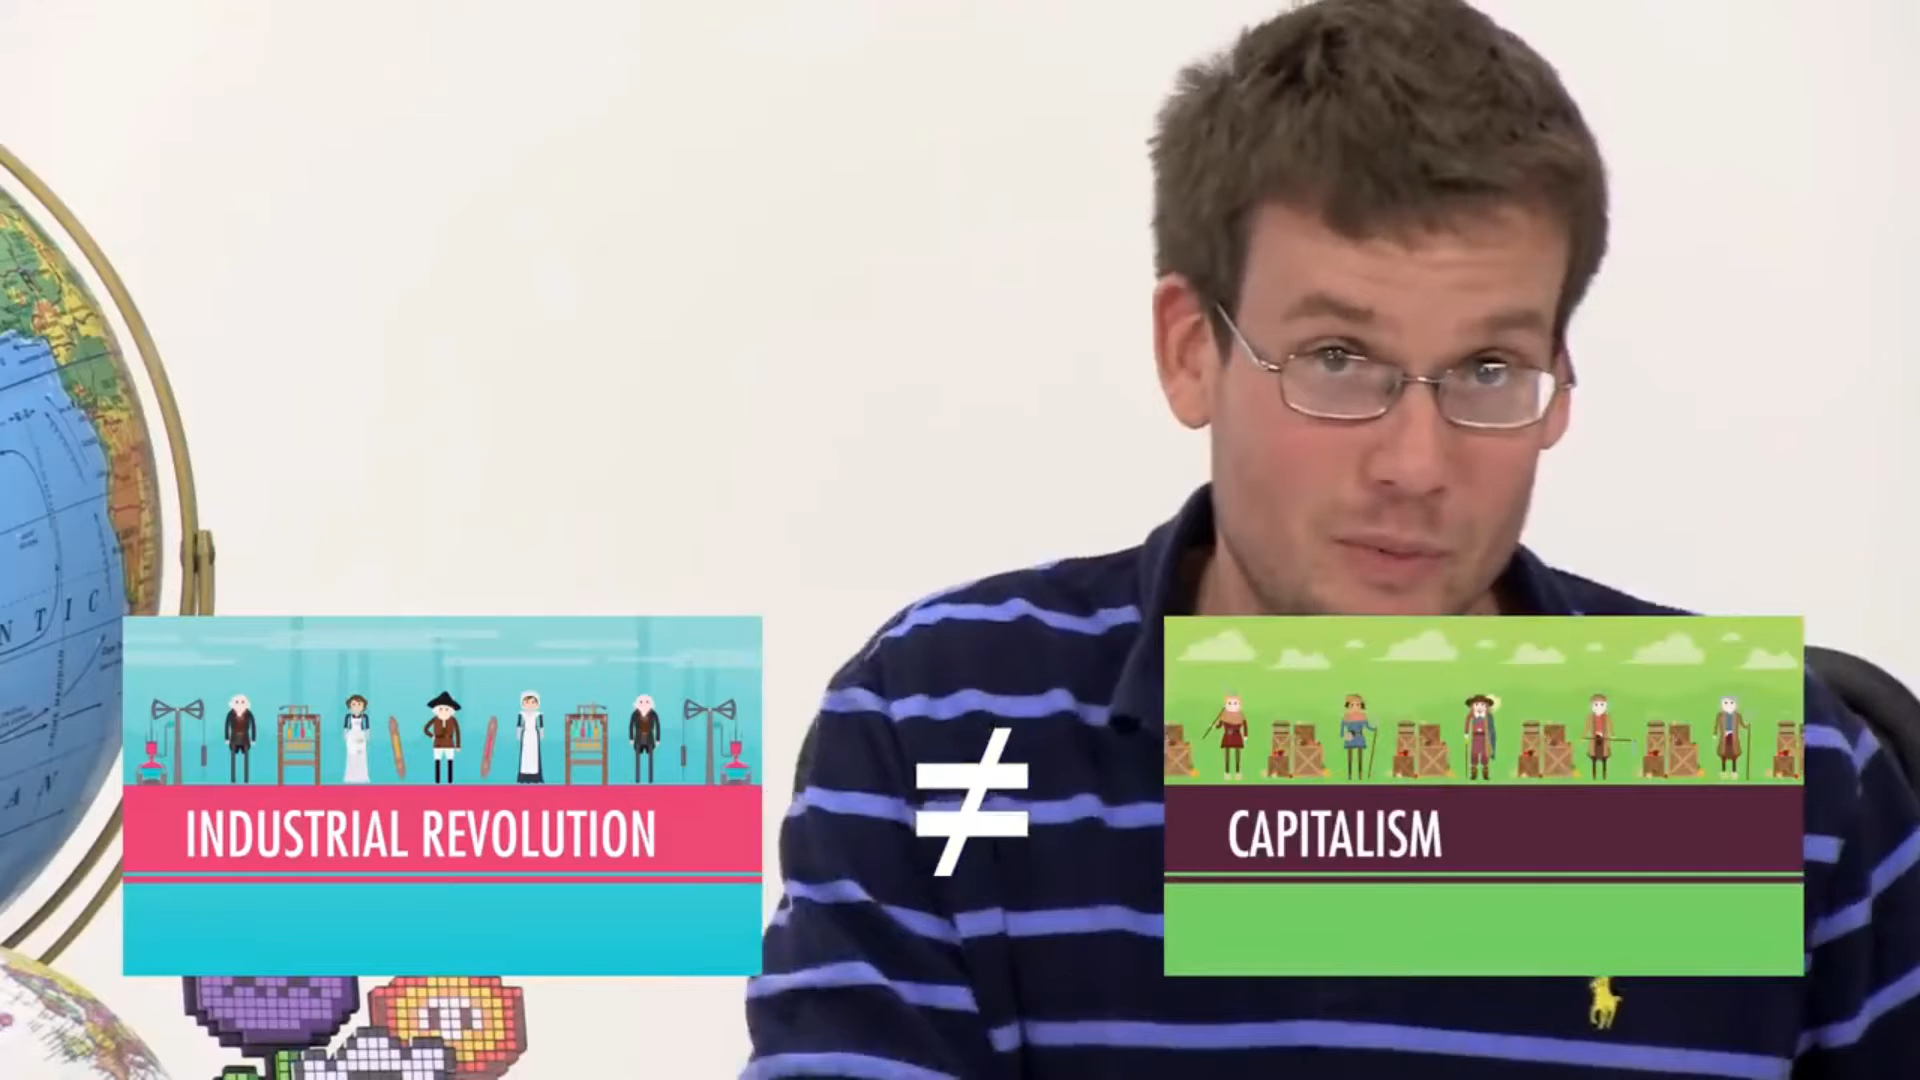 N T I C
A N
INDUSTRIAL REVOLUTION
≠
CAPITALISM